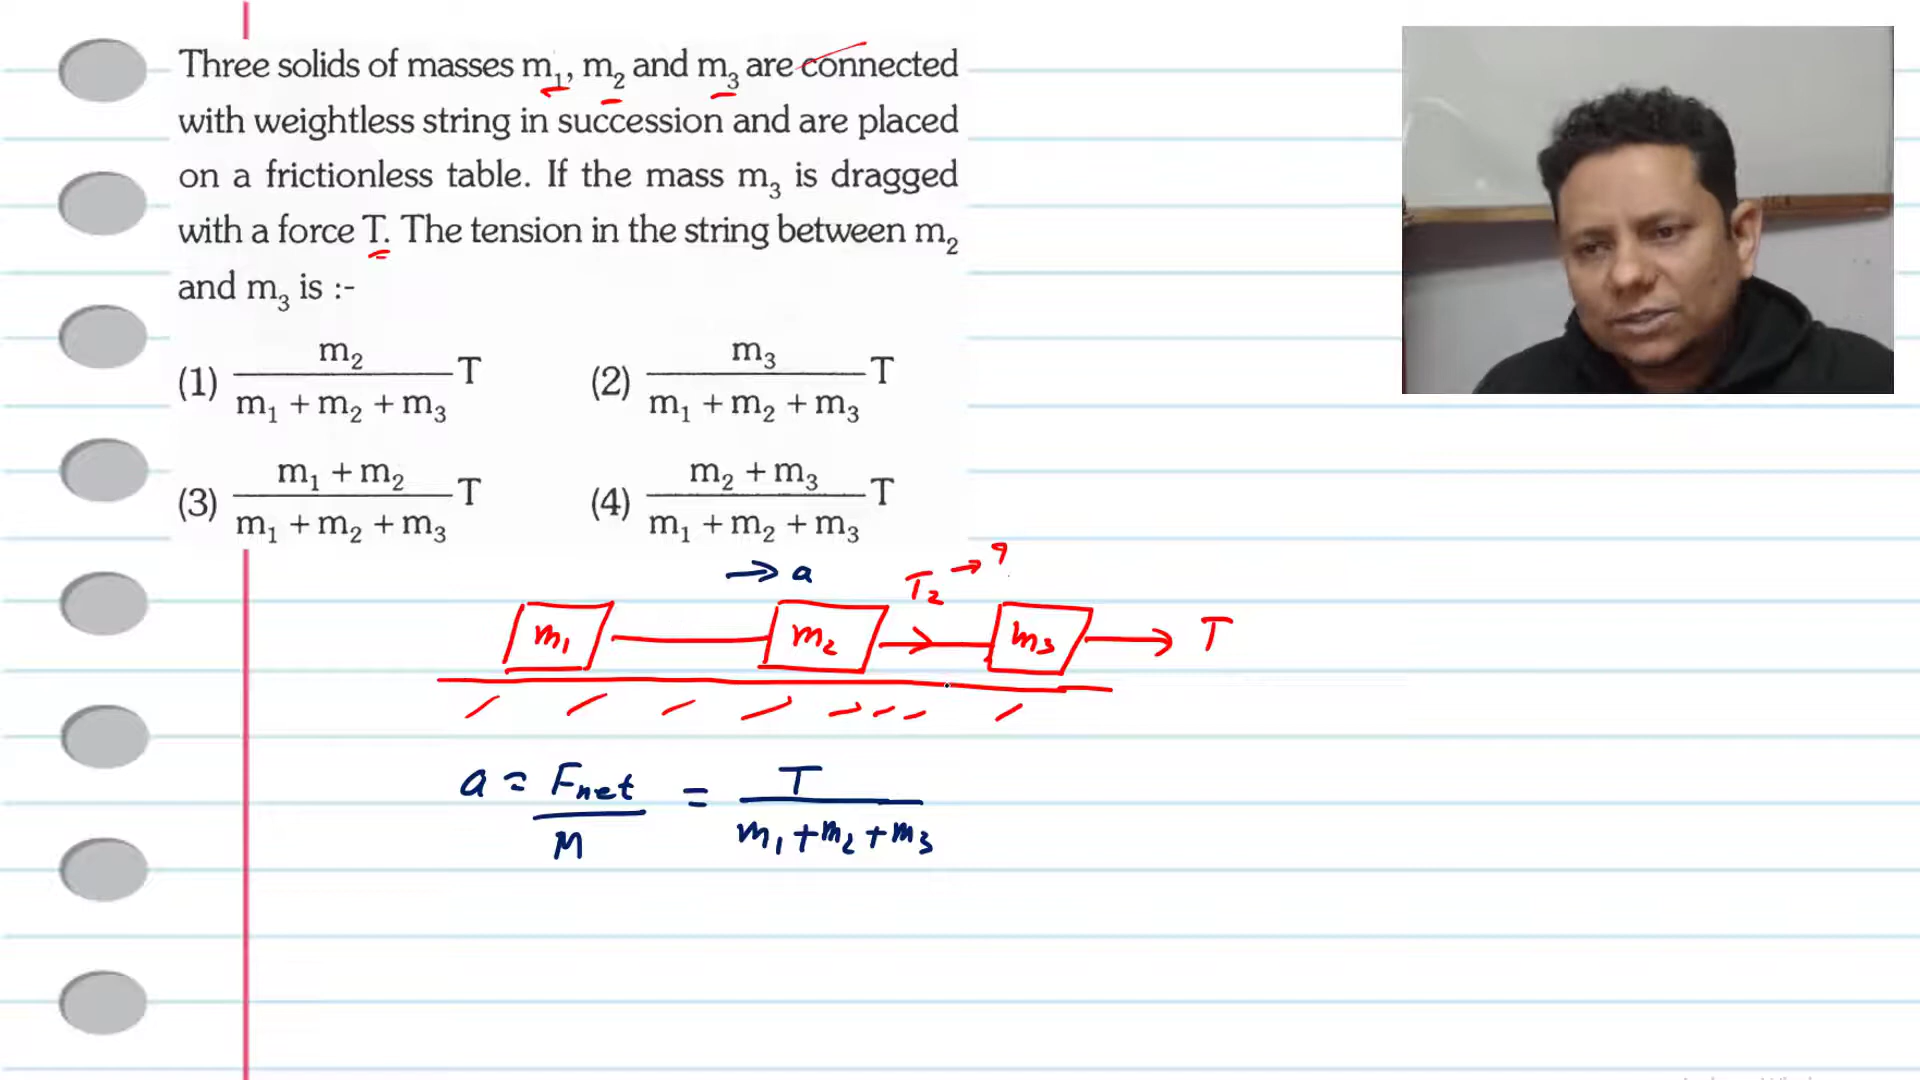 Three solids of masses m₁, m₂ and m₃ are connected
with weightless string in succession and are placed
on a frictionless table. If the mass m₃ is dragged
with a force T. The tension in the string between m₂
and m₃ is :-
(1) m₂ / (m₁ + m₂ + m₃) T (2) m₃ / (m₁ + m₂ + m₃) T
(3) (m₁ + m₂) / (m₁ + m₂ + m₃) T (4) (m₂ + m₃) / (m₁ + m₂ + m₃) T
→ a T₂ → ?
m₁ m₂ m₃ → T
a = Fnet / M = T / (m₁ + m₂ + m₃)